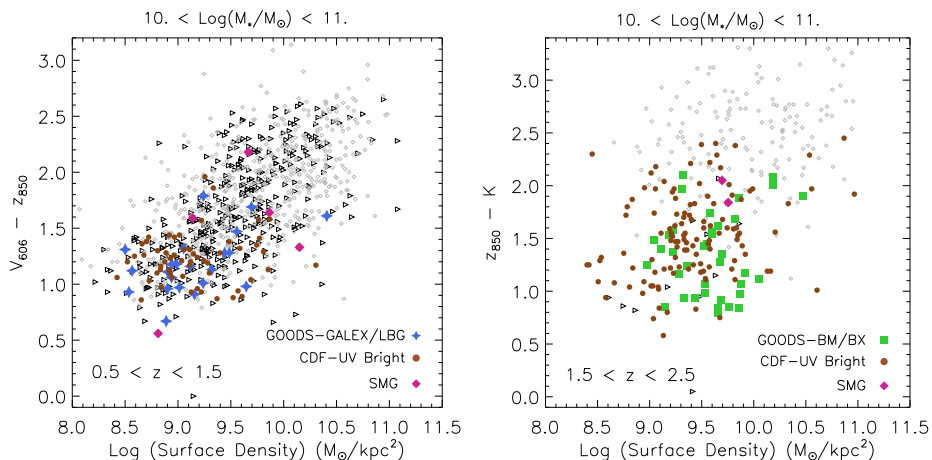 10. < Log(M*/M⊙) < 11.
V606 − z850
3.0
2.5
2.0
1.5
1.0
0.5
0.0
GOODS−GALEX/LBG
CDF−UV Bright
SMG
0.5 < z < 1.5
8.0 8.5 9.0 9.5 10.0 10.5 11.0 11.5
Log (Surface Density) (M⊙/kpc2)
10. < Log(M*/M⊙) < 11.
z850 − K
3.0
2.5
2.0
1.5
1.0
0.5
0.0
GOODS−BM/BX
CDF−UV Bright
SMG
1.5 < z < 2.5
8.0 8.5 9.0 9.5 10.0 10.5 11.0 11.5
Log (Surface Density) (M⊙/kpc2)